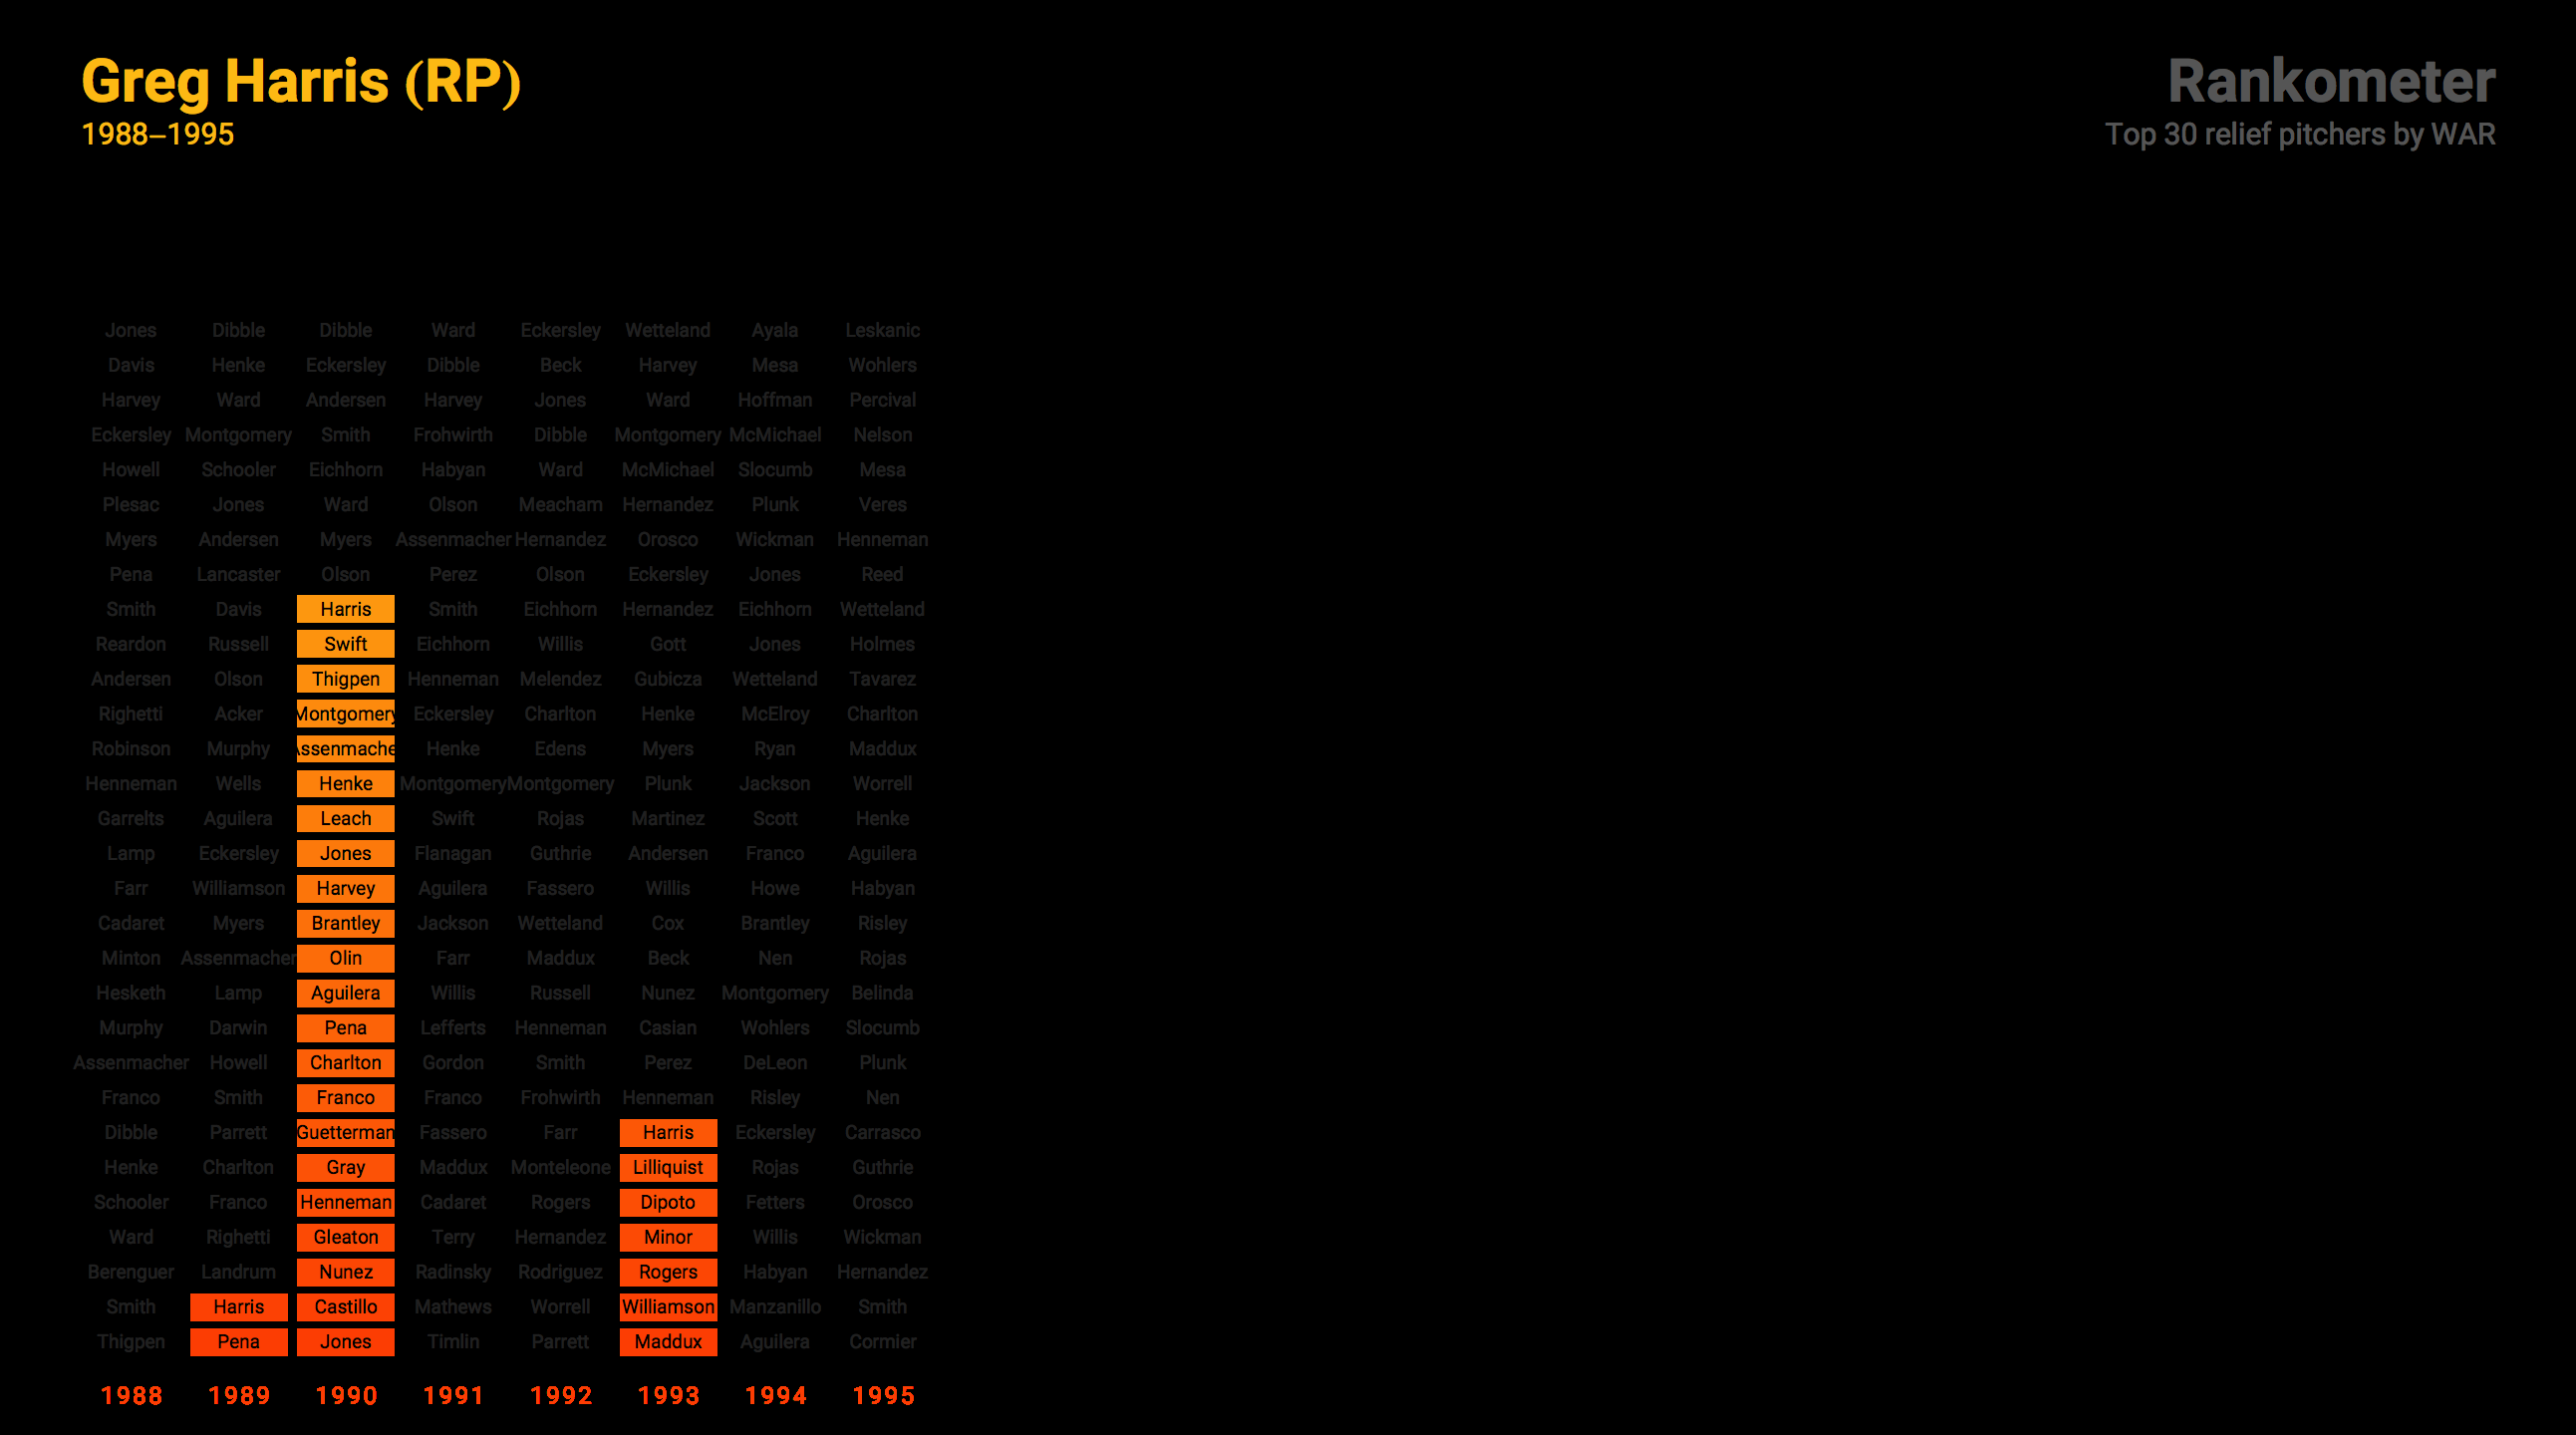 Greg Harris (RP)
1988–1995
Rankometer
Top 30 relief pitchers by WAR
Jones Dibble Dibble Ward Eckersley Wetteland Ayala Leskanic
Davis Henke Eckersley Dibble Beck Harvey Mesa Wohlers
Harvey Ward Andersen Harvey Jones Ward Hoffman Percival
Eckersley Montgomery Smith Frohwirth Dibble Montgomery McMichael Nelson
Howell Schooler Eichhorn Habyan Ward McMichael Slocumb Mesa
Plesac Jones Ward Olson Meacham Hernandez Plunk Veres
Myers Andersen Myers Assenmacher Hernandez Orosco Wickman Henneman
Pena Lancaster Olson Perez Olson Eckersley Jones Reed
Smith Davis Harris Smith Eichhorn Hernandez Eichhorn Wetteland
Reardon Russell Swift Eichhorn Willis Gott Jones Holmes
Andersen Olson Thigpen Henneman Melendez Gubicza Wetteland Tavarez
Righetti Acker Montgomery Eckersley Charlton Henke McElroy Charlton
Robinson Murphy Assenmache Henke Edens Myers Ryan Maddux
Henneman Wells Henke Montgomery Montgomery Plunk Jackson Worrell
Garrelts Aguilera Leach Swift Rojas Martinez Scott Henke
Lamp Eckersley Jones Flanagan Guthrie Andersen Franco Aguilera
Farr Williamson Harvey Aguilera Fassero Willis Howe Habyan
Cadaret Myers Brantley Jackson Wetteland Cox Brantley Risley
Minton Assenmacher Olin Farr Maddux Beck Nen Rojas
Hesketh Lamp Aguilera Willis Russell Nunez Montgomery Belinda
Murphy Darwin Pena Lefferts Henneman Casian Wohlers Slocumb
Assenmacher Howell Charlton Gordon Smith Perez DeLeon Plunk
Franco Smith Franco Franco Frohwirth Henneman Risley Nen
Dibble Parrett Guetterman Fassero Farr Harris Eckersley Carrasco
Henke Charlton Gray Maddux Monteleone Lilliquist Rojas Guthrie
Schooler Franco Henneman Cadaret Rogers Dipoto Fetters Orosco
Ward Righetti Gleaton Terry Hernandez Minor Willis Wickman
Berenguer Landrum Nunez Radinsky Rodriguez Rogers Habyan Hernandez
Smith Harris Castillo Mathews Worrell Williamson Manzanillo Smith
Thigpen Pena Jones Timlin Parrett Maddux Aguilera Cormier
1988 1989 1990 1991 1992 1993 1994 1995